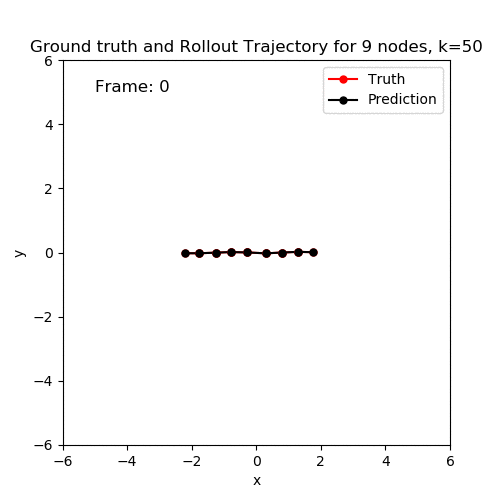 Ground truth and Rollout Trajectory for 9 nodes, k=50
Frame: 0
Truth
Prediction
6
4
2
0
−2
−4
−6
y
−6 −4 −2 0 2 4 6
x